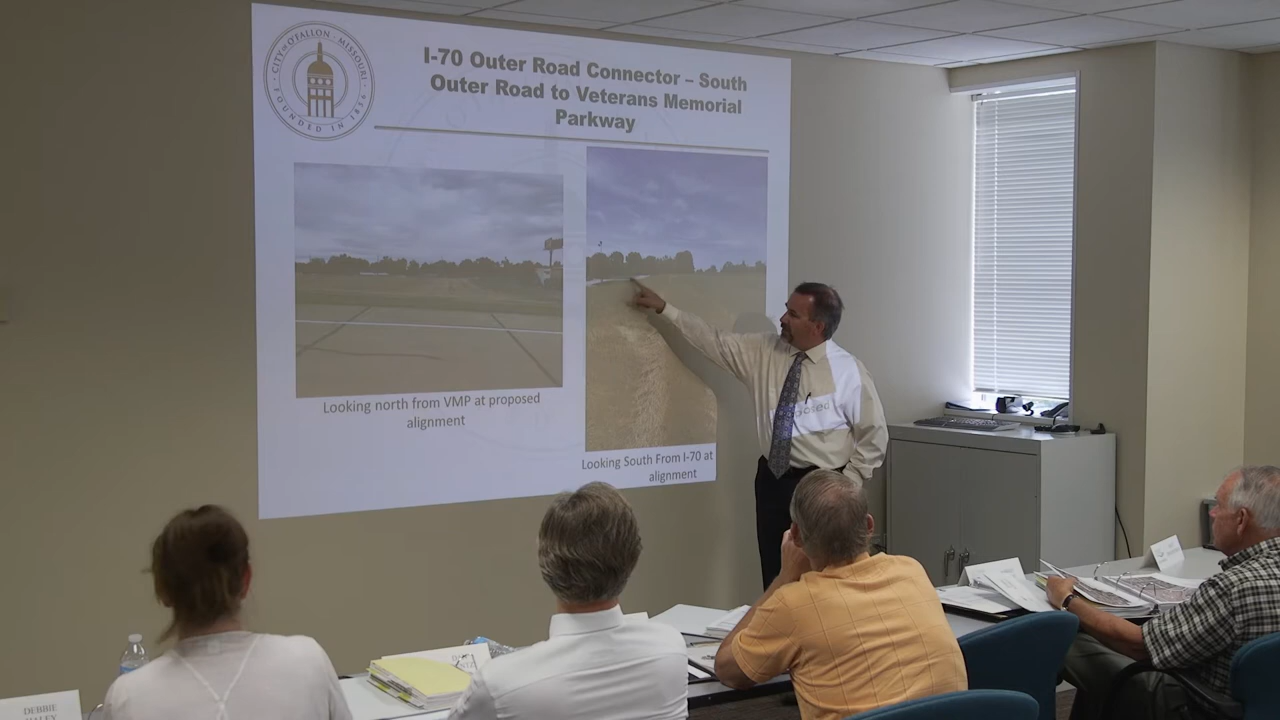 CITY OF O'FALLON · MISSOURI
FOUNDED IN 1856
I-70 Outer Road Connector – South
Outer Road to Veterans Memorial
Parkway
Looking north from VMP at proposed
alignment
Looking South From I-70 at
alignment
DEBBIE
HALEY